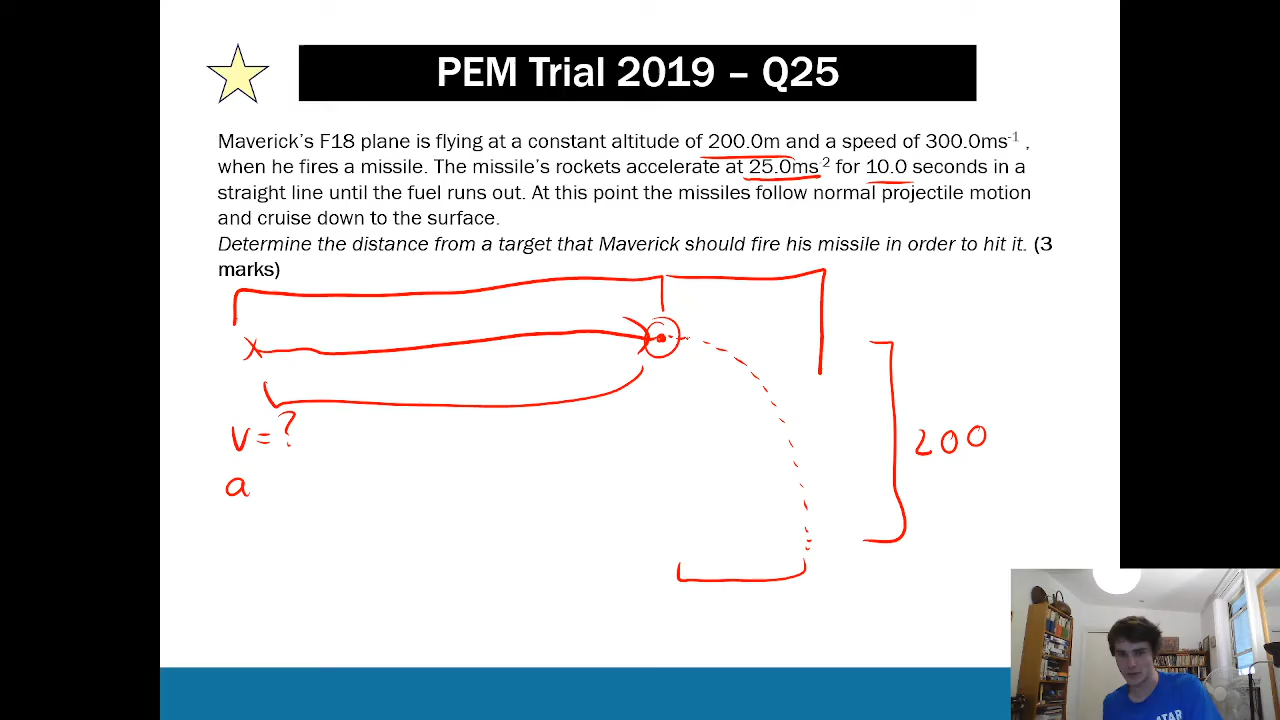 PEM Trial 2019 – Q25
Maverick's F18 plane is flying at a constant altitude of 200.0m and a speed of 300.0ms⁻¹ ,
when he fires a missile. The missile's rockets accelerate at 25.0ms⁻² for 10.0 seconds in a
straight line until the fuel runs out. At this point the missiles follow normal projectile motion
and cruise down to the surface.
Determine the distance from a target that Maverick should fire his missile in order to hit it. (3
marks)
x
v = ?
a
200